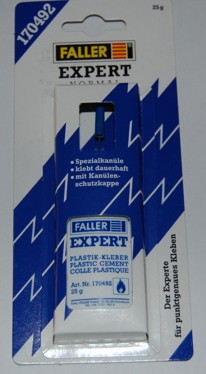 170492
25 g
FALLER
EXPERT
NORMAL
• Spezialkanüle
• klebt dauerhaft
• mit Kanülen-
schutzkappe
FALLER
EXPERT
PLASTIK-KLEBER
PLASTIC CEMENT
COLLE PLASTIQUE
Art. Nr. 170492
25 g
Der Experte
für punktgenaues Kleben